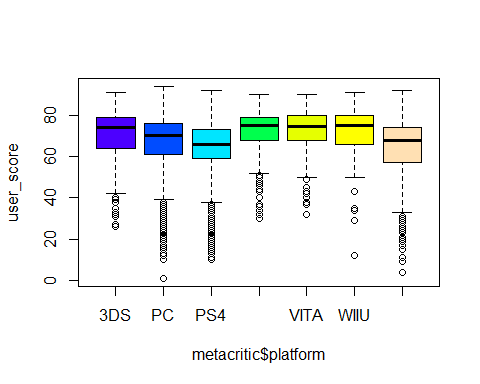 user_score
0
20
40
60
80
3DS PC PS4 VITA WIIU
metacritic$platform